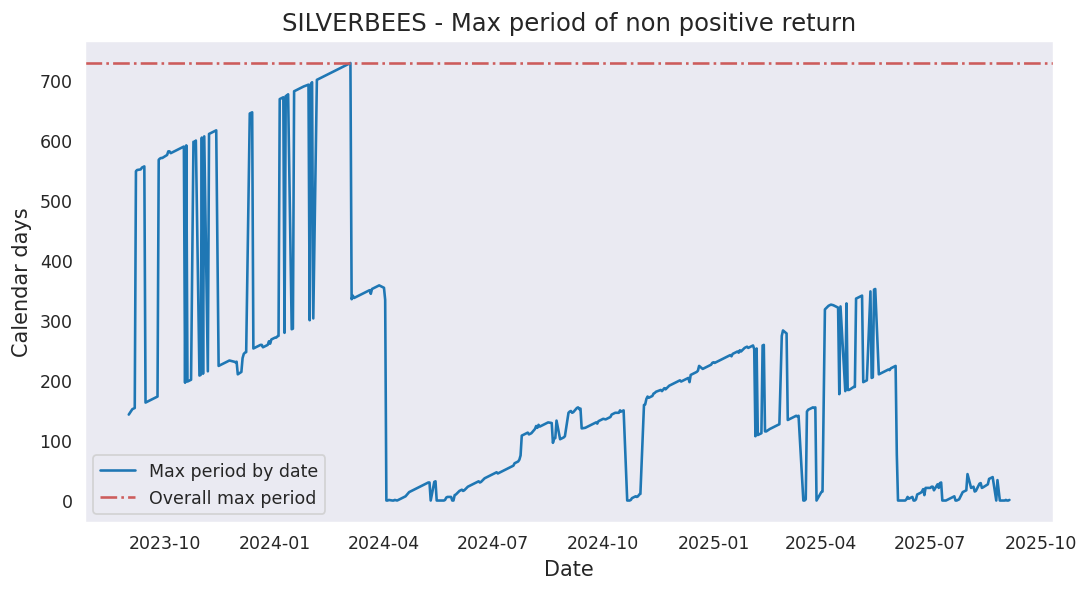 SILVERBEES - Max period of non positive return
Calendar days
700
600
500
400
300
200
100
0
Max period by date
Overall max period
2023-10 2024-01 2024-04 2024-07 2024-10 2025-01 2025-04 2025-07 2025-10
Date